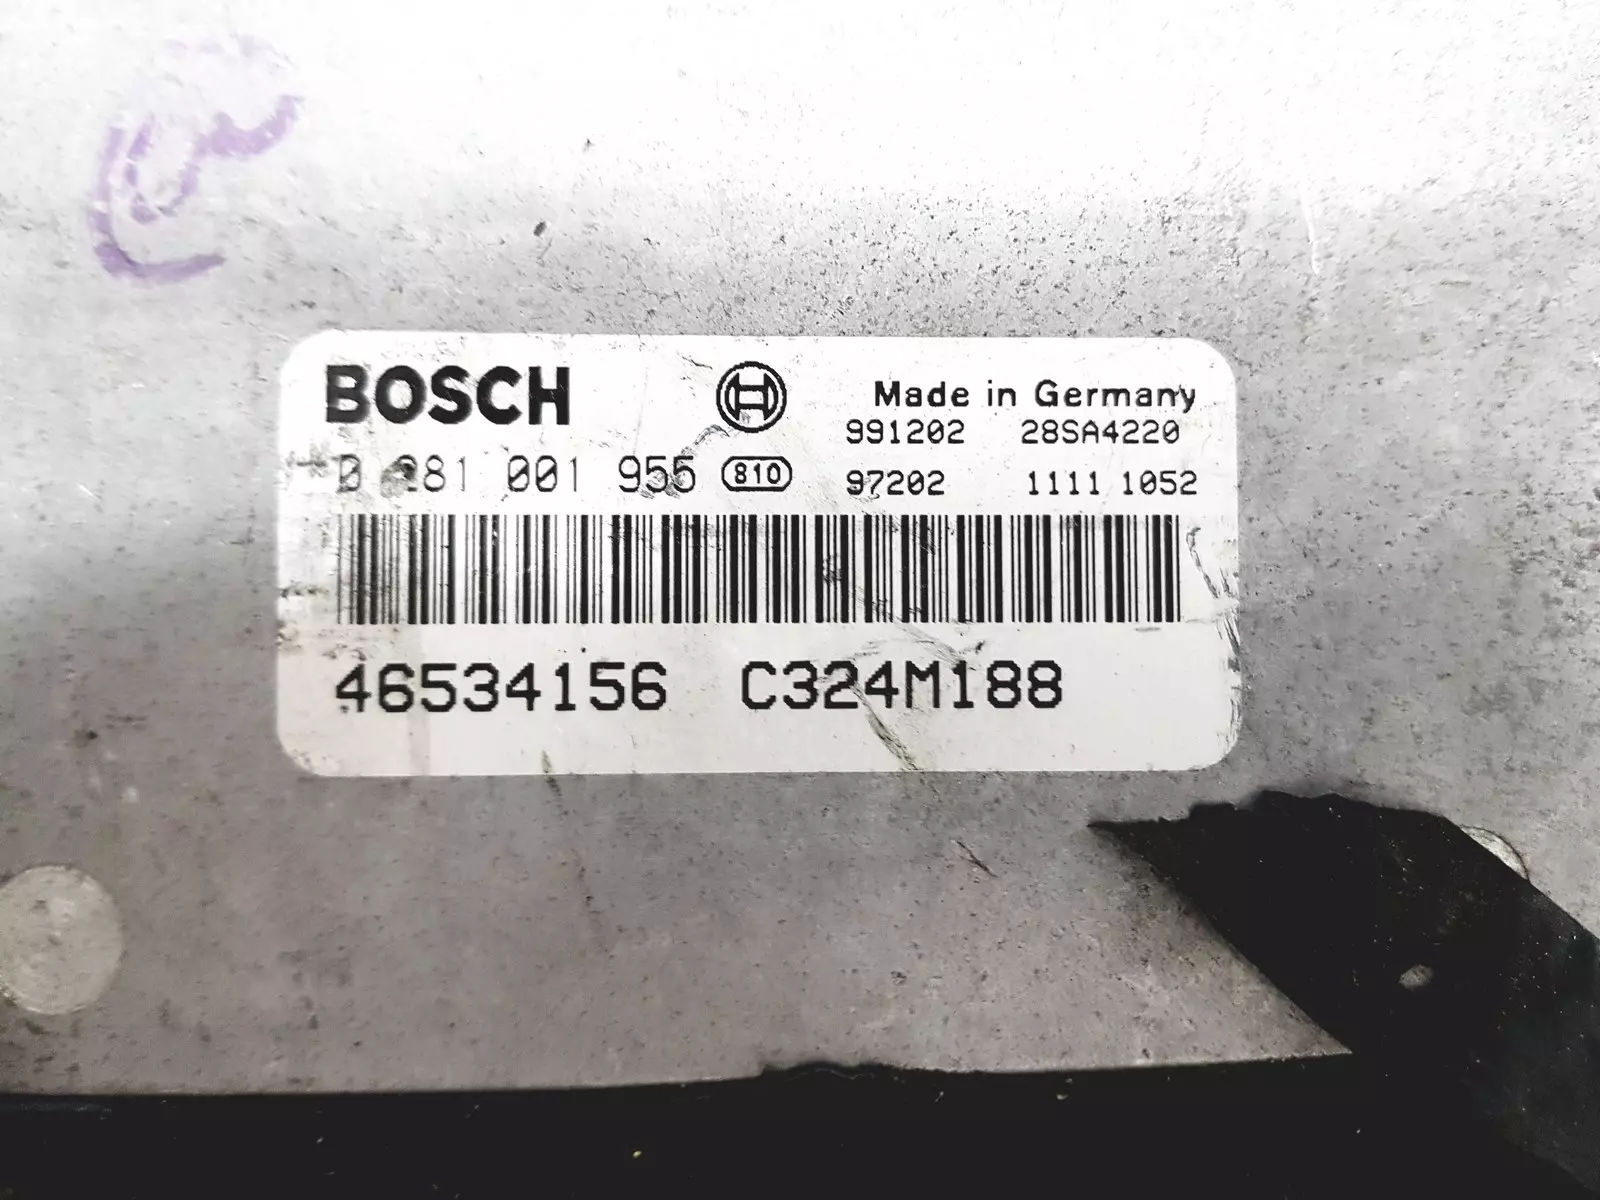 BOSCH
Made in Germany
991202 28SA4220
0 281 001 955 810 97202 1111 1052
46534156 C324M188